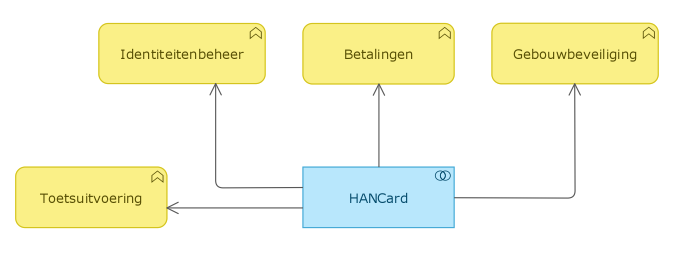 Identiteitenbeheer
Betalingen
Gebouwbeveiliging
Toetsuitvoering
HANCard